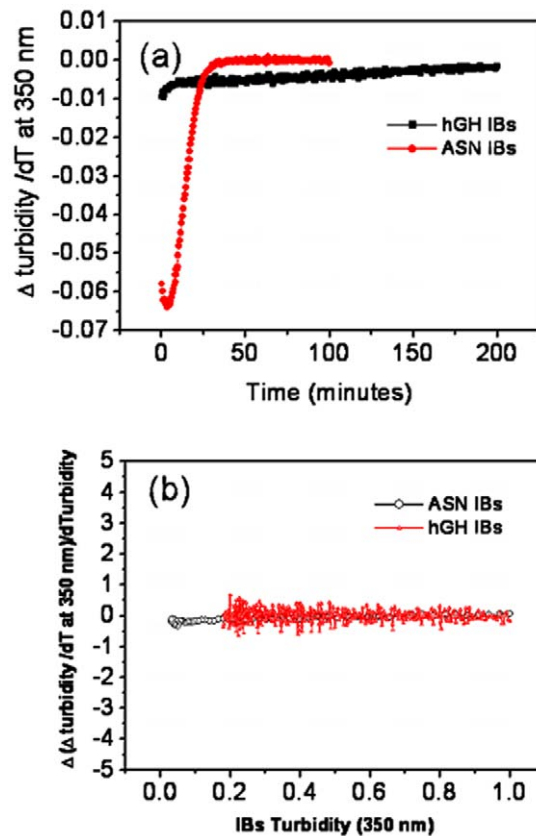 (a)
0.00
-0.01
-0.02
-0.03
-0.04
-0.05
-0.06
-0.07
Δ turbidity /dT at 350 nm
hGH IBs
ASN IBs
0 50 100 150 200
Time (minutes)
(b)
5
4
3
2
1
0
-1
-2
-3
-4
-5
Δ(Δ turbidity /dT at 350 nm)/dTurbidity
ASN IBs
hGH IBs
0.0 0.2 0.4 0.6 0.8 1.0
IBs Turbidity (350 nm)